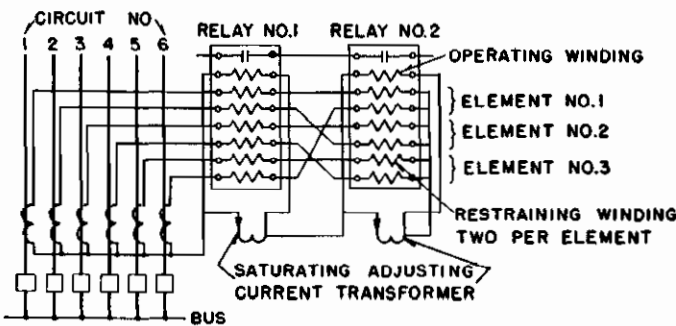 CIRCUIT NO
1 2 3 4 5 6
RELAY NO.1
RELAY NO.2
OPERATING WINDING
ELEMENT NO.1
ELEMENT NO.2
ELEMENT NO.3
RESTRAINING WINDING
TWO PER ELEMENT
SATURATING ADJUSTING
CURRENT TRANSFORMER
BUS